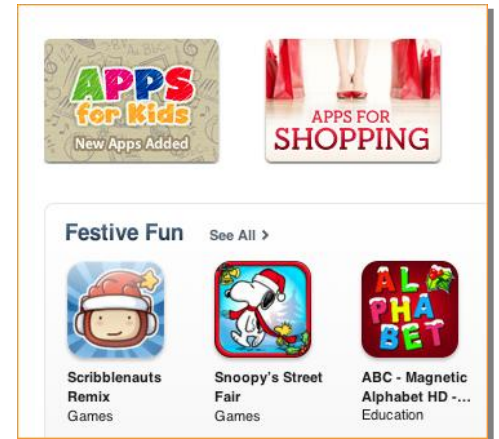 APPS
for Kids
New Apps Added
APPS FOR
SHOPPING
Festive Fun See All >
Scribblenauts
Remix
Games
Snoopy's Street
Fair
Games
AL
PHA
BET
ABC - Magnetic
Alphabet HD -...
Education